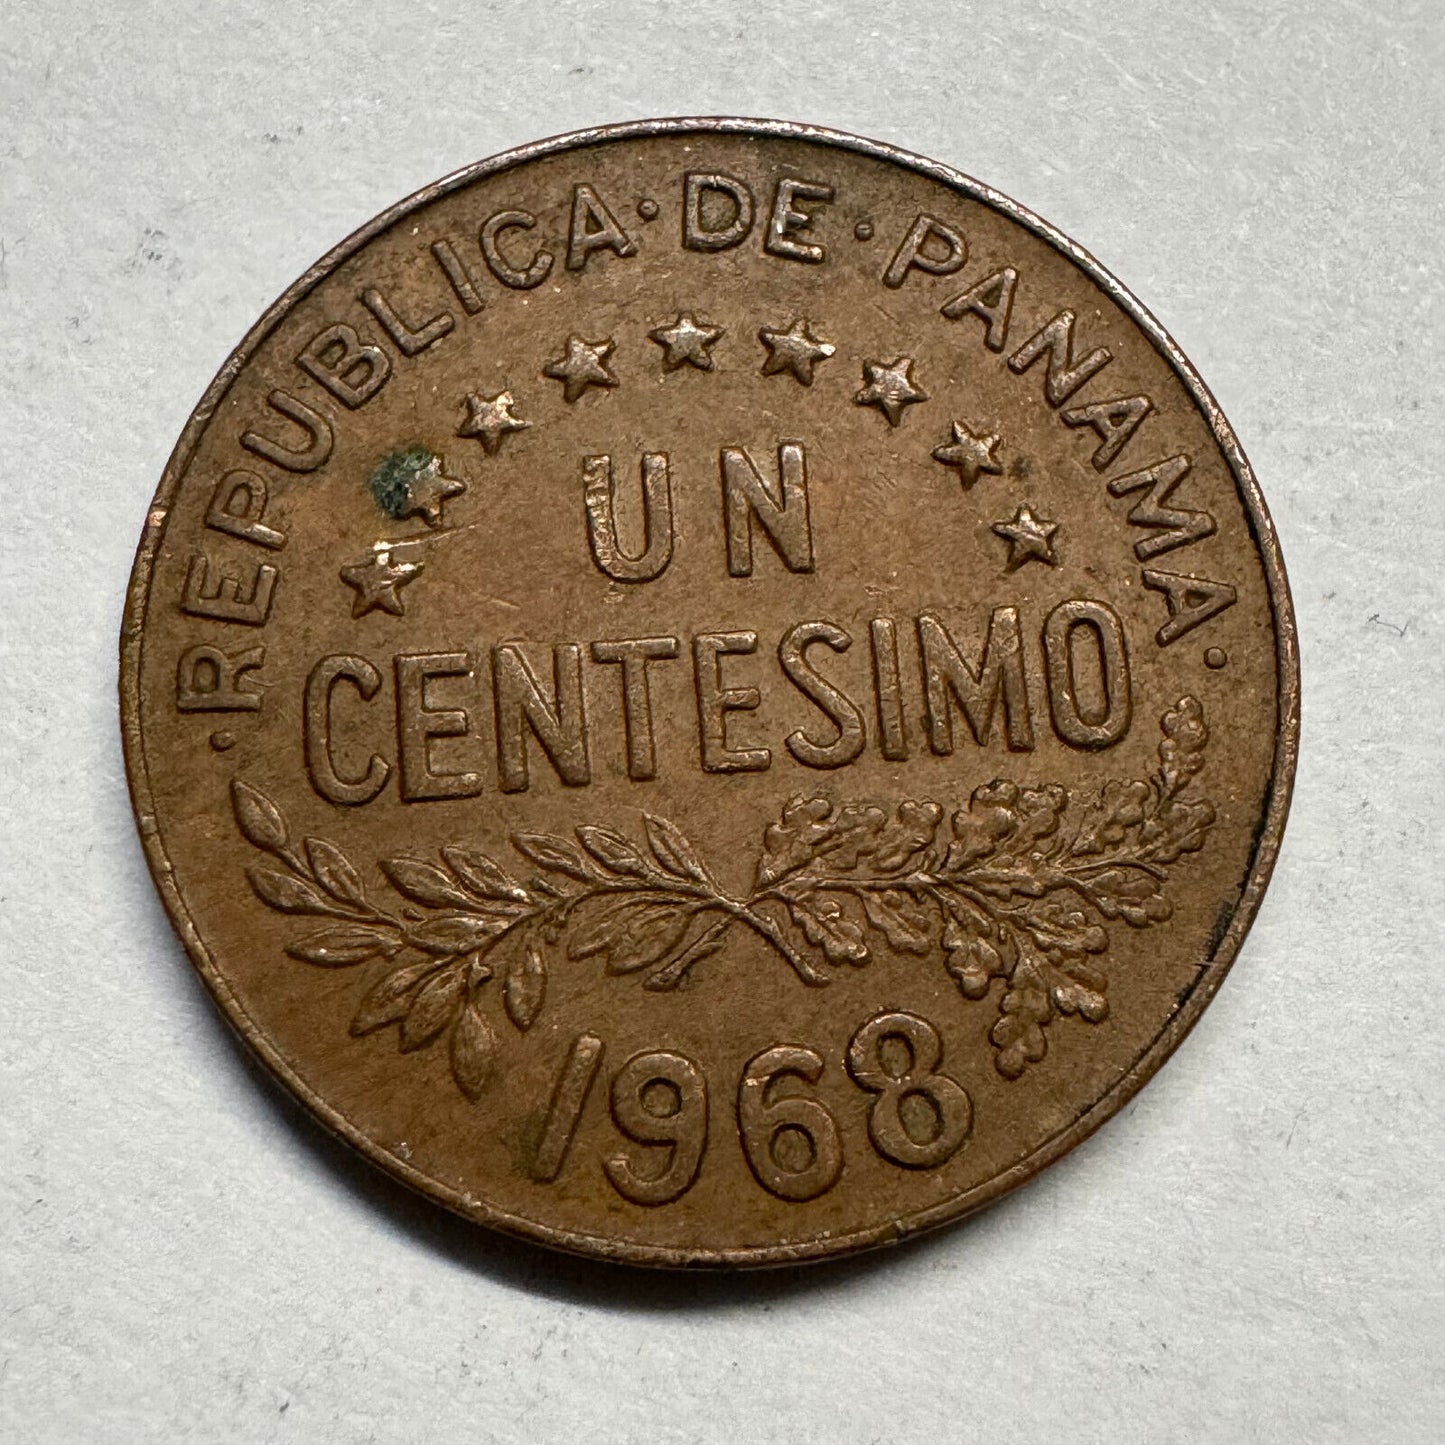 ·REPUBLICA·DE·PANAMA·
UN
CENTESIMO
1968